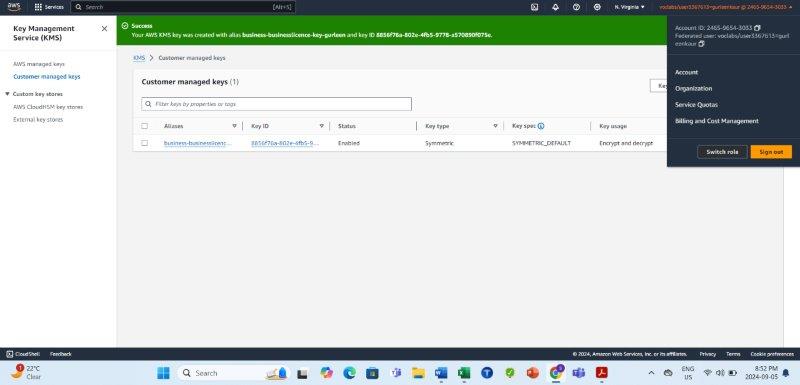 aws
Services
Search
[Alt+S]
N. Virginia
voclabs/user3367613=gurleenkaur @ 2465-9654-3033
Key Management
Service (KMS)
AWS managed keys
Customer managed keys
Custom key stores
AWS CloudHSM key stores
External key stores
Success
Your AWS KMS key was created with alias business-businesslicence-key-gurleen and key ID 8856f76a-802e-4fb5-9778-a570890f075e.
KMS
Customer managed keys
Customer managed keys (1)
Key
Filter keys by properties or tags
Aliases
Key ID
Status
Key type
Key spec
Key usage
business-businesslicenc...
8856f76a-802e-4fb5-9...
Enabled
Symmetric
SYMMETRIC_DEFAULT
Encrypt and decrypt
Account ID: 2465-9654-3033
Federated user: voclabs/user3367613=gurl
eenkaur
Account
Organization
Service Quotas
Billing and Cost Management
Switch role
Sign out
CloudShell
Feedback
© 2024, Amazon Web Services, Inc. or its affiliates.
Privacy
Terms
Cookie preferences
1
22°C
Clear
Search
ENG
US
8:52 PM
2024-09-05